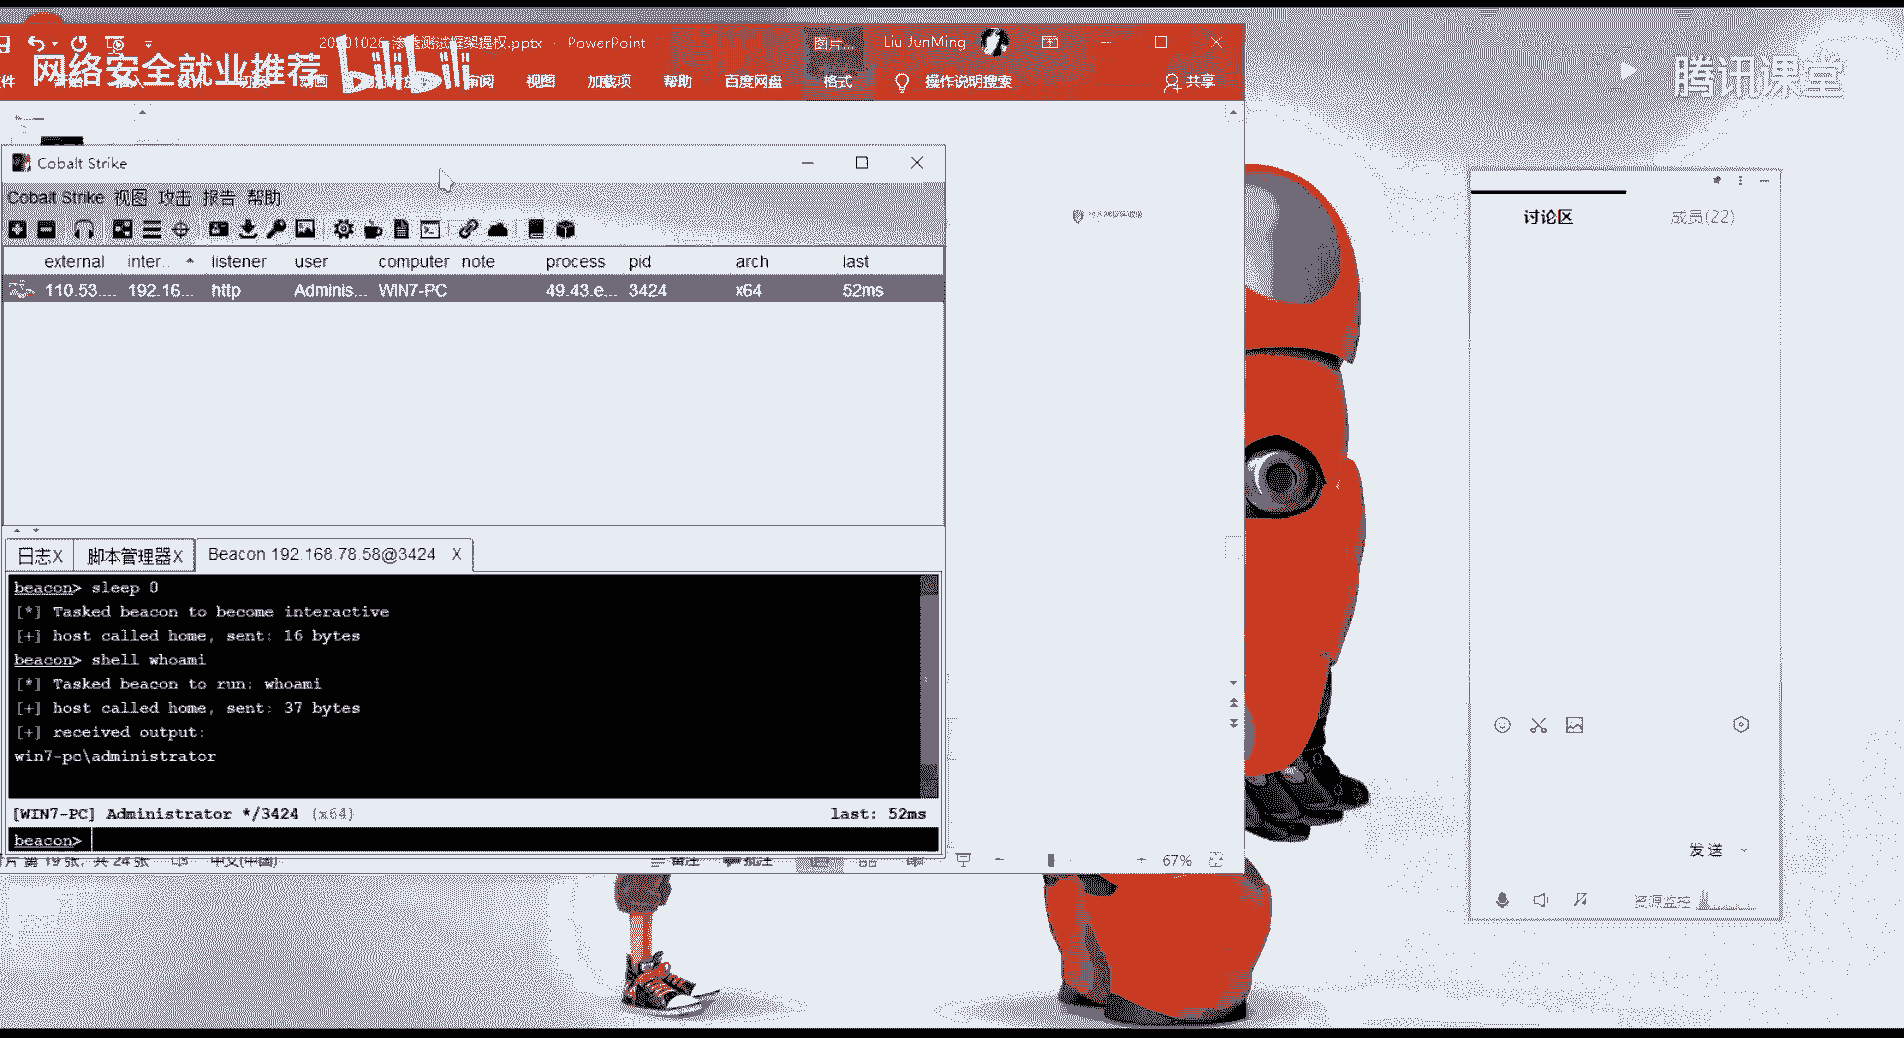 渗透测试框架提权.pptx - PowerPoint
图片...
Liu JunMing
网络安全就业推荐
bilibili
审阅
视图
加载项
帮助
百度网盘
格式
操作说明搜索
共享
腾讯课堂
Cobalt Strike
Cobalt Strike 视图 攻击 报告 帮助
external inter... listener user computer note process pid arch last
110.53.... 192.16... http Adminis... WIN7-PC 49.43.e... 3424 x64 52ms
日志X 脚本管理器X Beacon 192.168.78.58@3424 X
beacon> sleep 0
[*] Tasked beacon to become interactive
[+] host called home, sent: 16 bytes
beacon> shell whoami
[*] Tasked beacon to run: whoami
[+] host called home, sent: 37 bytes
[+] received output:
win7-pc\administrator
[WIN7-PC] Administrator */3424 (x64) last: 52ms
beacon>
第 19 张, 共 24 张 中文(中国)
备注 批注
67%
讨论区 成员(22)
发送
资源监控